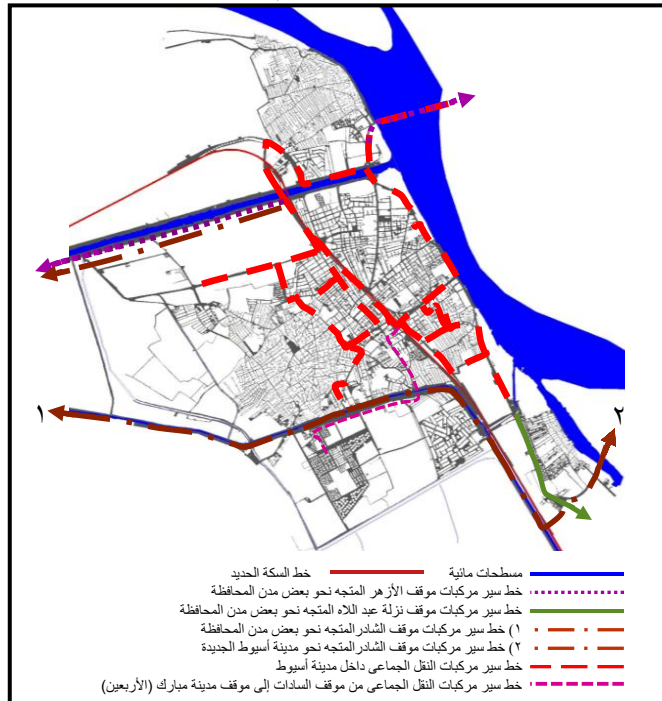 ١
٢
مسطحات مائية
خط السكة الحديد
خط سير مركبات موقف الأزهر المتجه نحو بعض مدن المحافظة
خط سير مركبات موقف نزلة عبد اللاه المتجه نحو بعض مدن المحافظة
١) خط سير مركبات موقف الشادر المتجه نحو بعض مدن المحافظة
٢) خط سير مركبات موقف الشادر المتجه نحو مدينة أسيوط الجديدة
خط سير مركبات النقل الجماعى داخل مدينة أسيوط
خط سير مركبات النقل الجماعى من موقف السادات إلى موقف مدينة مبارك (الأربعين)